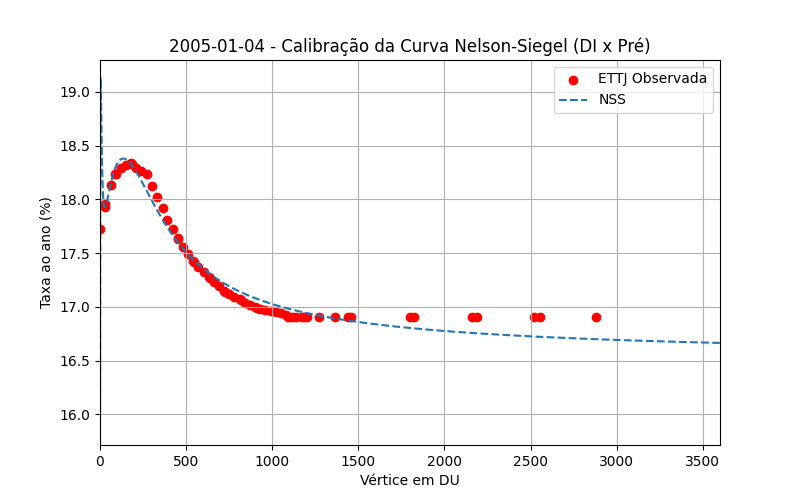 2005-01-04 - Calibração da Curva Nelson-Siegel (DI x Pré)
ETTJ Observada
NSS
Taxa ao ano (%)
19.0
18.5
18.0
17.5
17.0
16.5
16.0
0 500 1000 1500 2000 2500 3000 3500
Vértice em DU